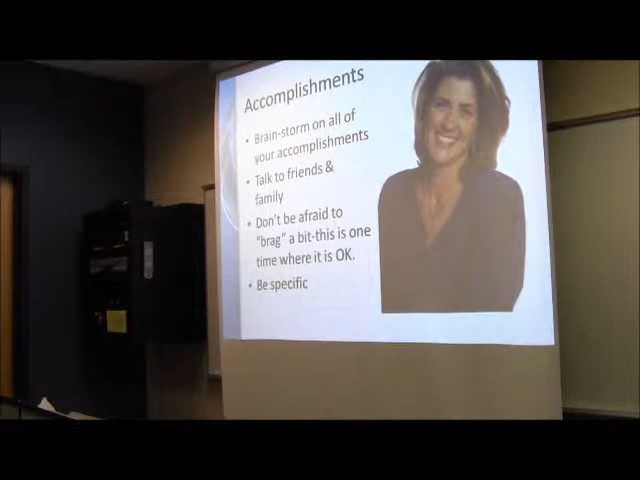 Accomplishments
• Brain-storm on all of
your accomplishments
• Talk to friends &
family
• Don't be afraid to
"brag" a bit-this is one
time where it is OK.
• Be specific